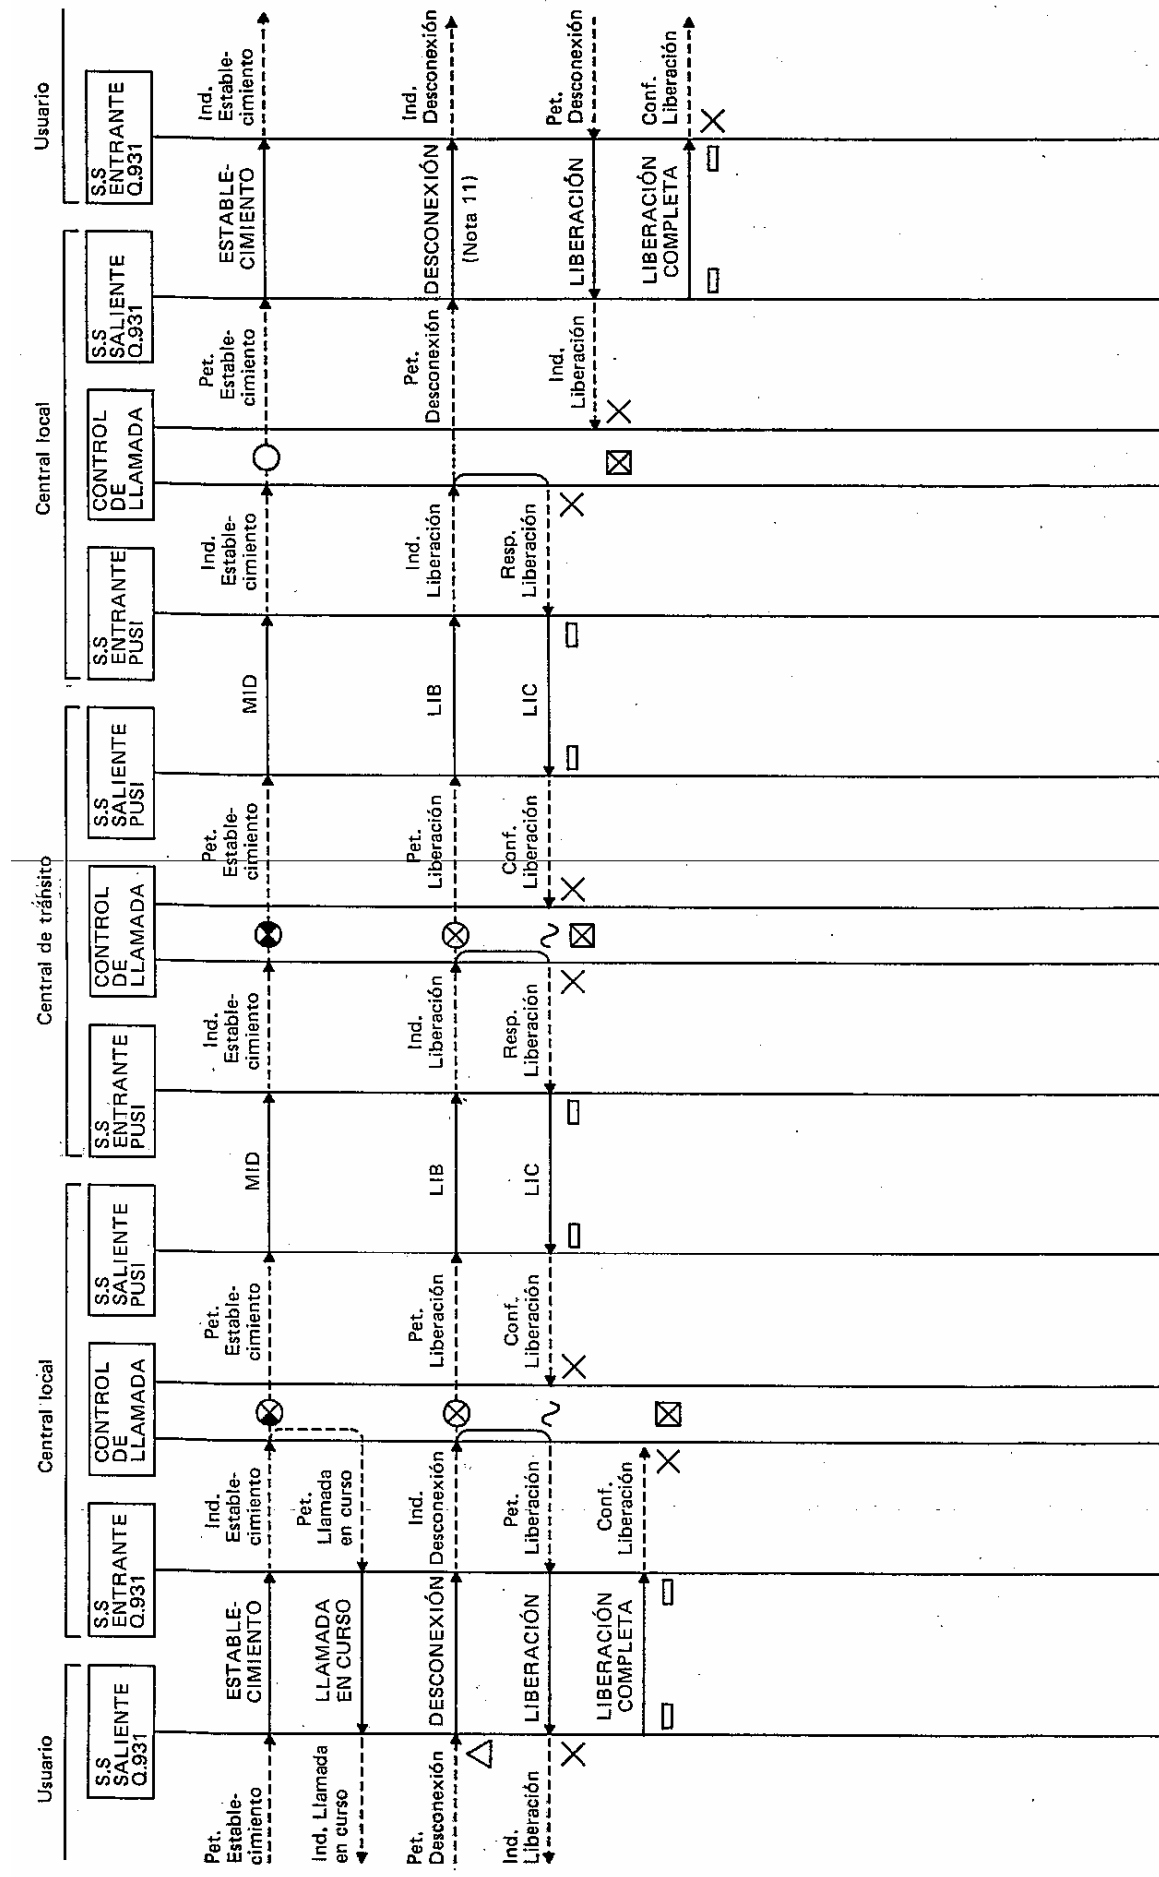 Usuario
Central local
Central de tránsito
Central local
Usuario
S.S
SALIENTE
Q.931
S.S
ENTRANTE
Q.931
CONTROL
DE
LLAMADA
S.S
SALIENTE
PUSI
S.S
ENTRANTE
PUSI
CONTROL
DE
LLAMADA
S.S
SALIENTE
PUSI
S.S
ENTRANTE
PUSI
CONTROL
DE
LLAMADA
S.S
SALIENTE
Q.931
S.S
ENTRANTE
Q.931
Pet.
Estable-
cimiento
ESTABLE-
CIMIENTO
Ind.
Estable-
cimiento
Pet.
Estable-
cimiento
MID
Ind.
Estable-
cimiento
Pet.
Estable-
cimiento
MID
Ind.
Estable-
cimiento
Pet.
Estable-
cimiento
ESTABLE-
CIMIENTO
Ind.
Estable-
cimiento
Ind. Llamada
en curso
LLAMADA
EN CURSO
Pet.
Llamada
en curso
Pet.
Desconexión
DESCONEXIÓN
Ind.
Desconexión
Pet.
Liberación
LIB
Ind.
Liberación
Pet.
Liberación
LIB
Ind.
Liberación
Pet.
Desconexión
DESCONEXIÓN
(Nota 11)
Ind.
Desconexión
Ind.
Liberación
LIBERACIÓN
Pet.
Liberación
Conf.
Liberación
LIC
Resp.
Liberación
Conf.
Liberación
LIC
Resp.
Liberación
Ind.
Liberación
LIBERACIÓN
Pet.
Desconexión
LIBERACIÓN
COMPLETA
Conf.
Liberación
LIBERACIÓN
COMPLETA
Conf.
Liberación